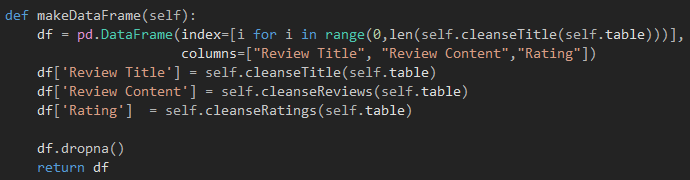 def makeDataFrame(self):
    df = pd.DataFrame(index=[i for i in range(0,len(self.cleanseTitle(self.table)))],
                      columns=["Review Title", "Review Content","Rating"])
    df['Review Title'] = self.cleanseTitle(self.table)
    df['Review Content'] = self.cleanseReviews(self.table)
    df['Rating']  = self.cleanseRatings(self.table)

    df.dropna()
    return df